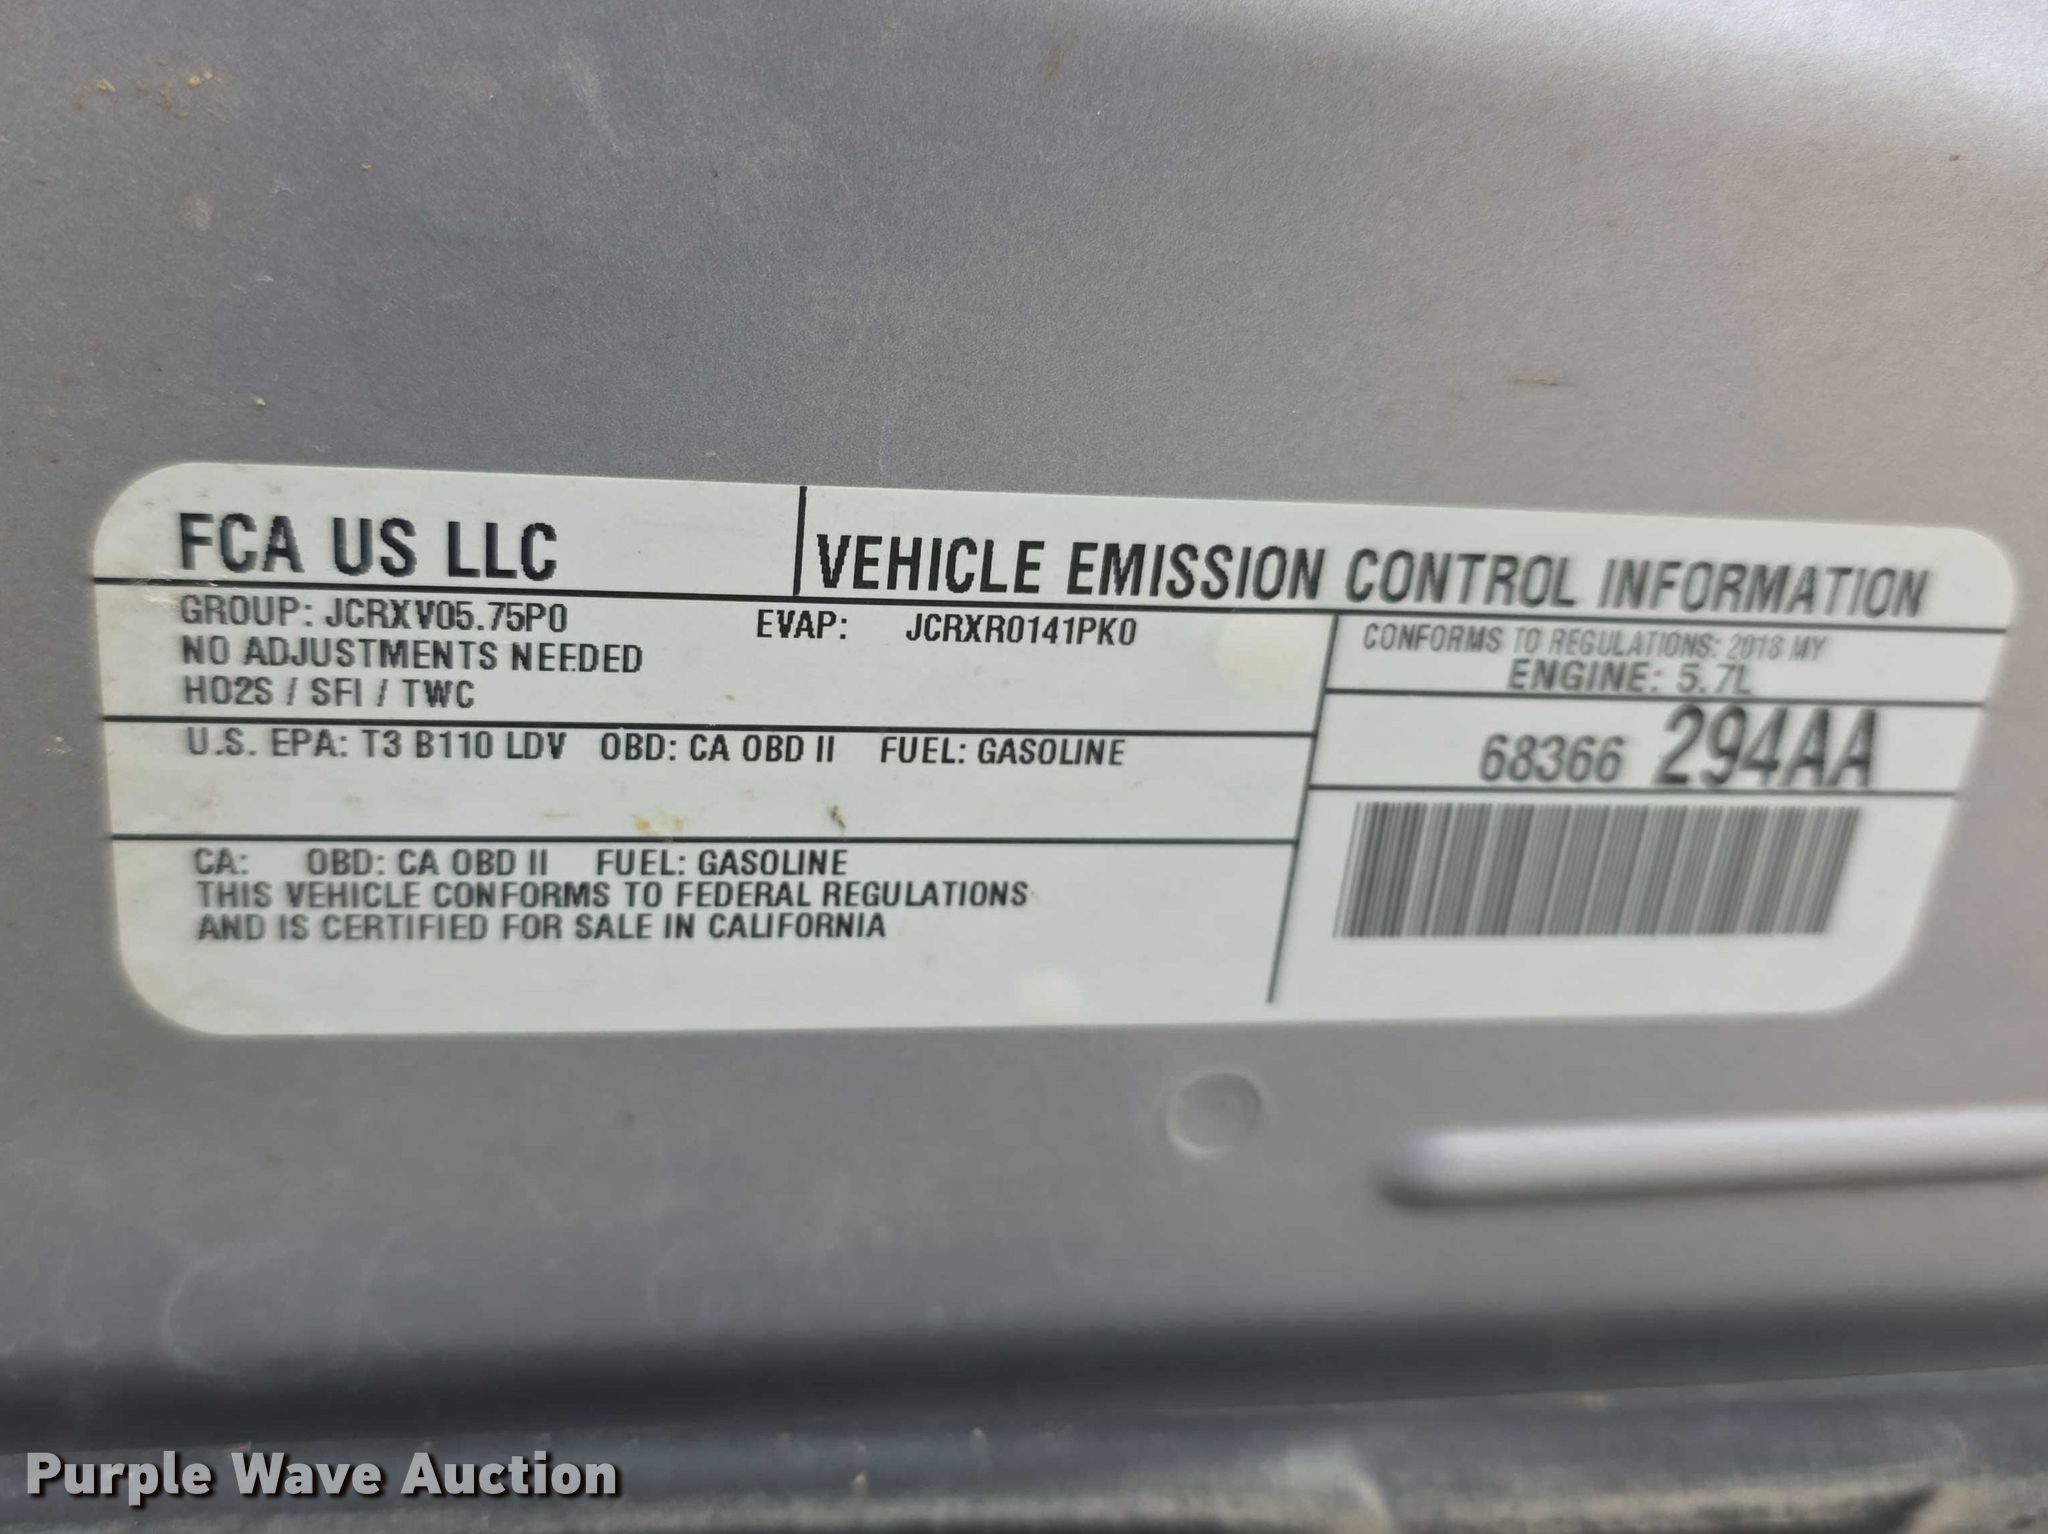 FCA US LLC
VEHICLE EMISSION CONTROL INFORMATION
GROUP: JCRXV05.75P0 EVAP: JCRXR0141PK0
NO ADJUSTMENTS NEEDED
HO2S / SFI / TWC
CONFORMS TO REGULATIONS: 2018 MY
ENGINE: 5.7L
U.S. EPA: T3 B110 LDV OBD: CA OBD II FUEL: GASOLINE
68366 294AA
CA: OBD: CA OBD II FUEL: GASOLINE
THIS VEHICLE CONFORMS TO FEDERAL REGULATIONS
AND IS CERTIFIED FOR SALE IN CALIFORNIA
Purple Wave Auction